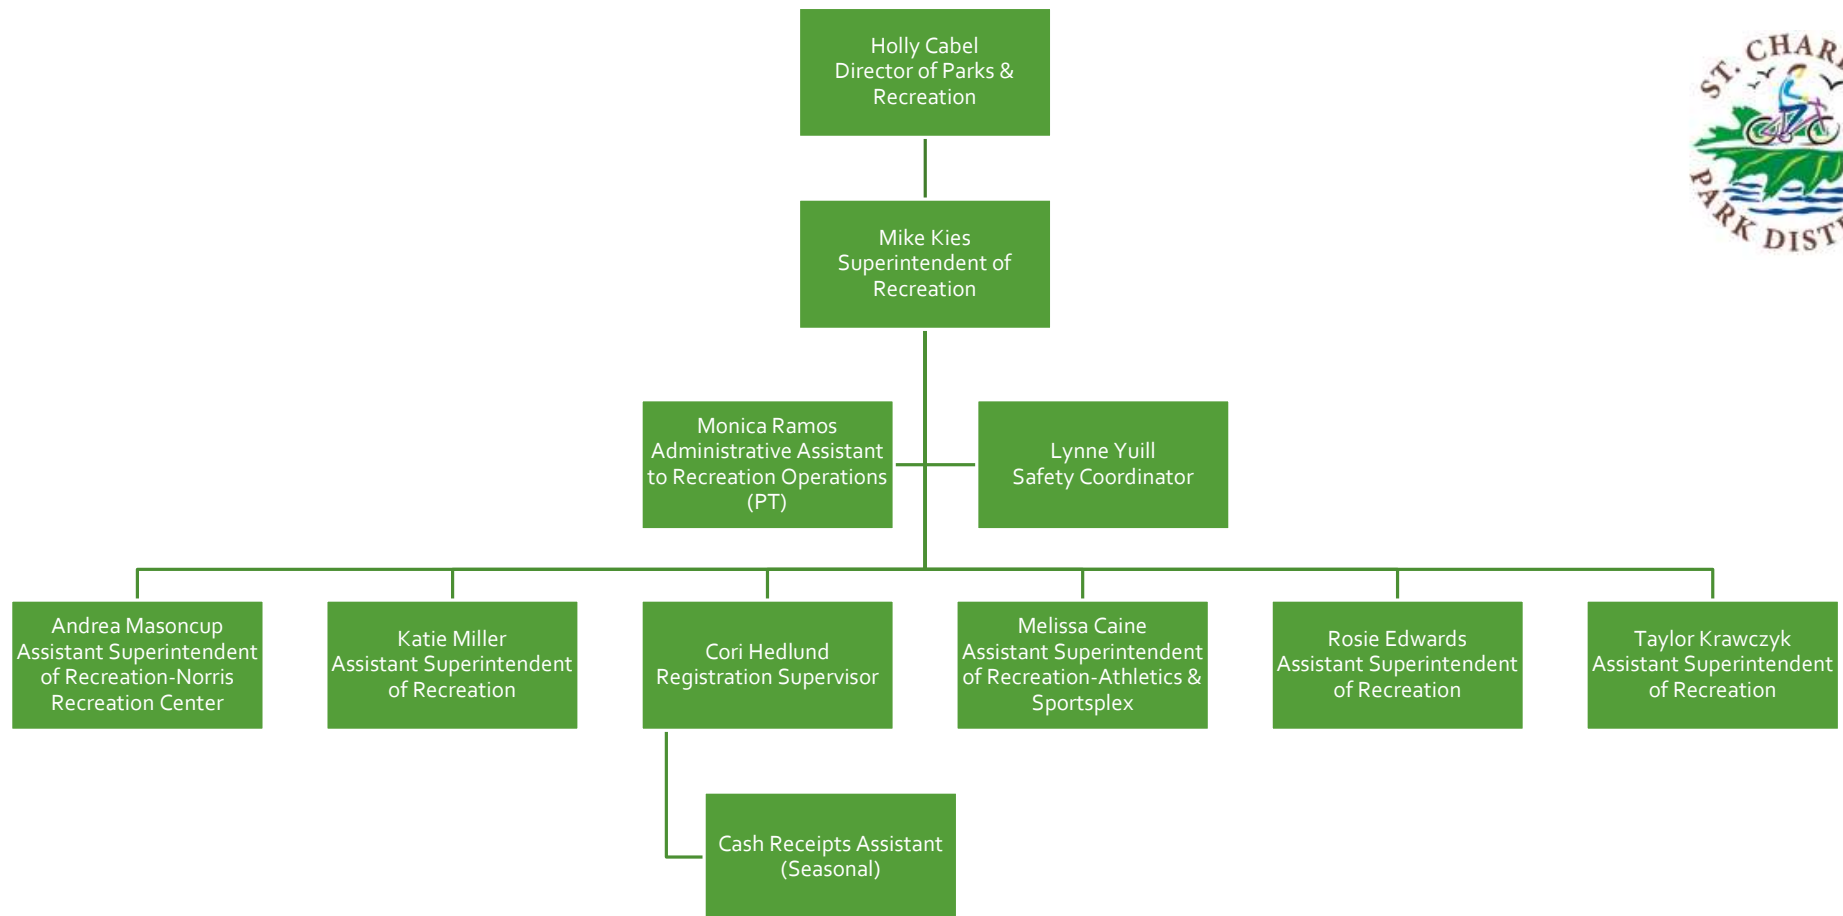 Holly Cabel
Director of Parks &
Recreation
ST. CHAR
PARK DIST
Mike Kies
Superintendent of
Recreation
Monica Ramos
Administrative Assistant
to Recreation Operations
(PT)
Lynne Yuill
Safety Coordinator
Andrea Masoncup
Assistant Superintendent
of Recreation-Norris
Recreation Center
Katie Miller
Assistant Superintendent
of Recreation
Cori Hedlund
Registration Supervisor
Melissa Caine
Assistant Superintendent
of Recreation-Athletics &
Sportsplex
Rosie Edwards
Assistant Superintendent
of Recreation
Taylor Krawczyk
Assistant Superintendent
of Recreation
Cash Receipts Assistant
(Seasonal)